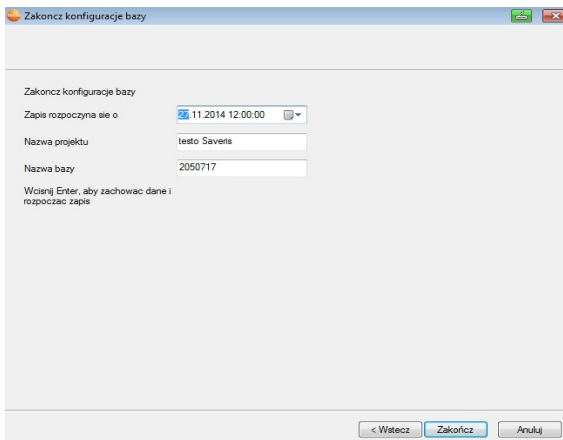 Zakoncz konfiguracje bazy
Zakoncz konfiguracje bazy
Zapis rozpoczyna sie o
27.11.2014 12:00:00
Nazwa projektu
testo Saveris
Nazwa bazy
2050717
Wcisnij Enter, aby zachowac dane i
rozpoczac zapis
< Wstecz
Zakończ
Anuluj